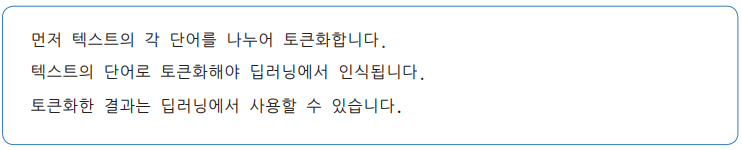 먼저 텍스트의 각 단어를 나누어 토큰화합니다.
텍스트의 단어로 토큰화해야 딥러닝에서 인식됩니다.
토큰화한 결과는 딥러닝에서 사용할 수 있습니다.